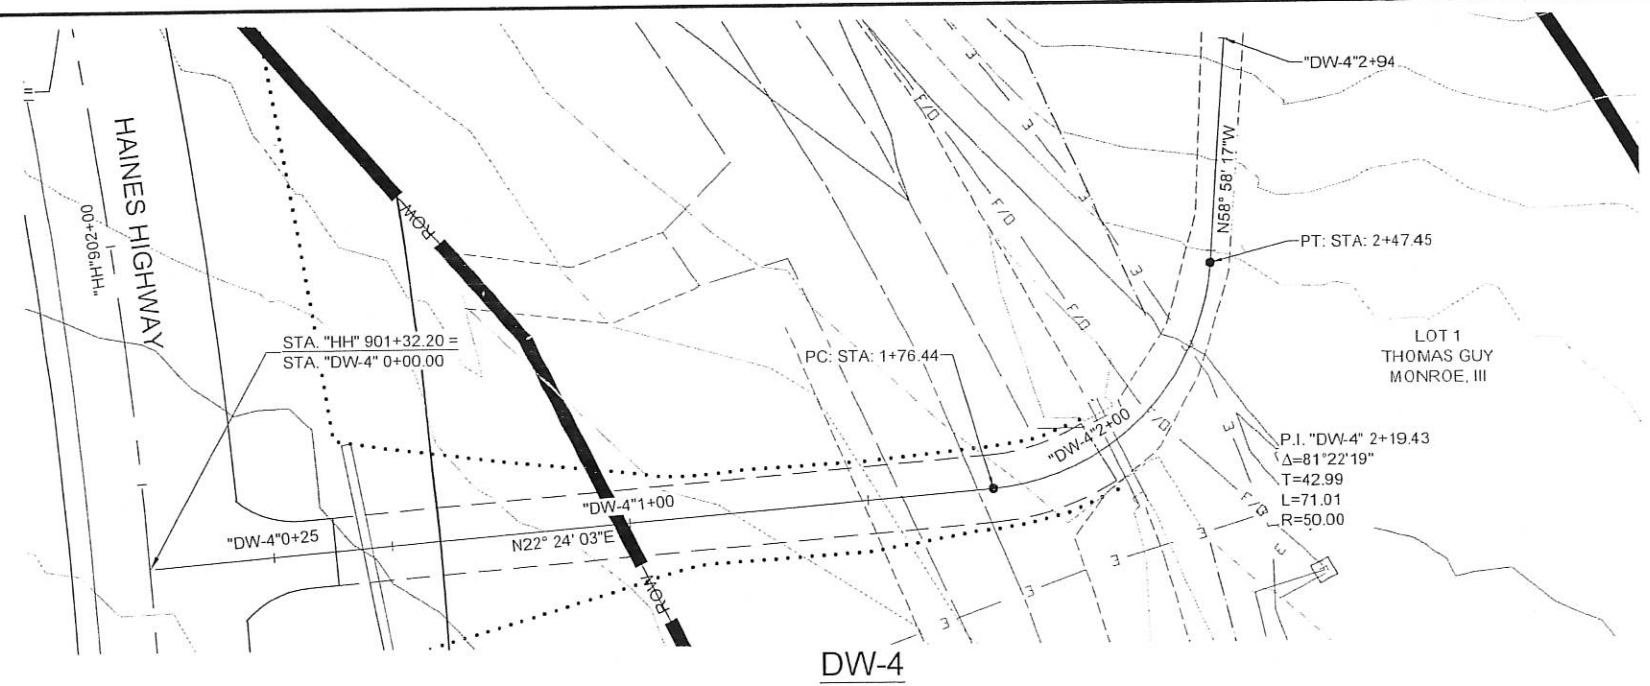 "DW-4"2+94
F/O
E
E
F/O
E
HAINES HIGHWAY
"HH"902+00
ROW
N58° 58' 17"W
PT: STA: 2+47.45
E
F/O
STA. "HH" 901+32.20 =
STA. "DW-4" 0+00.00
PC: STA: 1+76.44
LOT 1
THOMAS GUY
MONROE, III
"DW-4"2+00
F/O
E
P.I. "DW-4" 2+19.43
Δ=81°22'19"
T=42.99
L=71.01
R=50.00
F/O
"DW-4"1+00
"DW-4"0+25
N22° 24' 03"E
E
E
E
E
E
E
ROW
DW-4